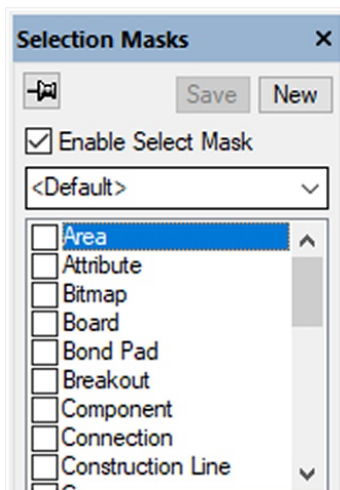 Selection Masks
Save New
Enable Select Mask
<Default>
Area
Attribute
Bitmap
Board
Bond Pad
Breakout
Component
Connection
Construction Line